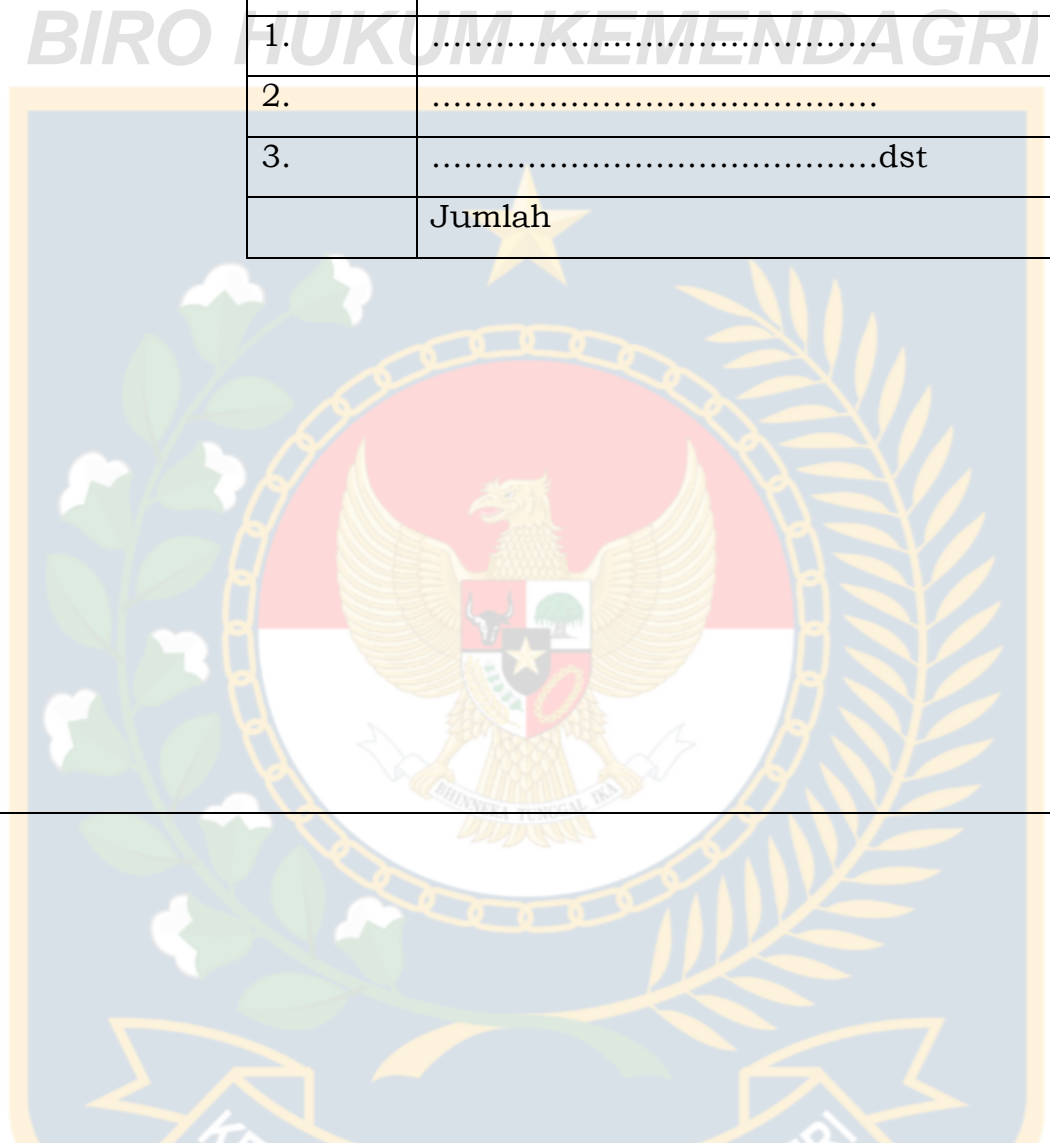 BIRO HUKUM KEMENDAGRI
1. ..........................................
2. ..........................................
3. ..........................................dst
Jumlah
BHINNEKA TUNGGAL IKA